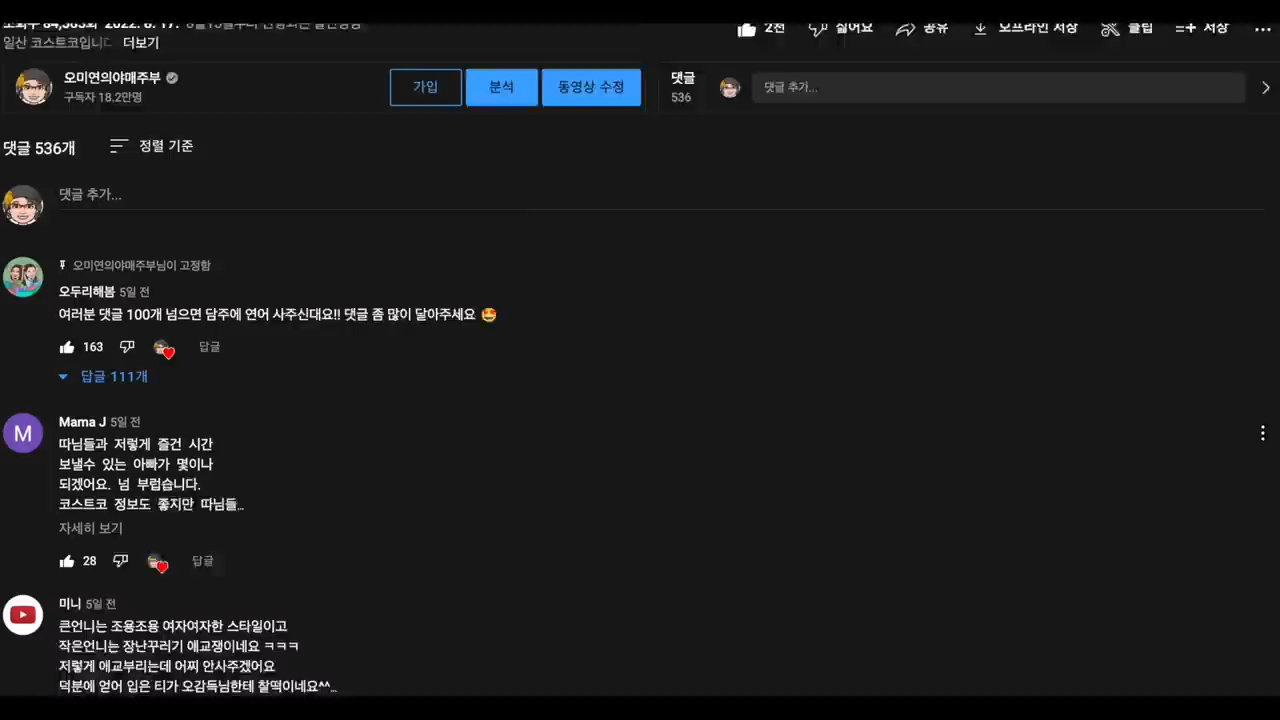 조회수 84,363회 2022. 6. 17.
일산 코스트코입니다. 더보기
2천 싫어요 공유 오프라인 저장 클립 저장
오미연의야매주부
구독자 18.2만명
가입 분석 동영상 수정
댓글
536
댓글 추가...
댓글 536개 정렬 기준
댓글 추가...
오미연의야매주부님이 고정함
오두리해봄 5일 전
여러분 댓글 100개 넘으면 담주에 연어 사주신대요!! 댓글 좀 많이 달아주세요 🤩
163 답글
답글 111개
M
Mama J 5일 전
따님들과 저렇게 즐건 시간
보낼수 있는 아빠가 몇이나
되겠어요. 넘 부럽습니다.
코스트코 정보도 좋지만 따님들...
자세히 보기
28 답글
미니 5일 전
큰언니는 조용조용 여자여자한 스타일이고
작은언니는 장난꾸러기 애교쟁이네요 ㅋㅋㅋ
저렇게 애교부리는데 어찌 안사주겠어요
덕분에 얻어 입은 티가 오감독님한테 찰떡이네요^^...